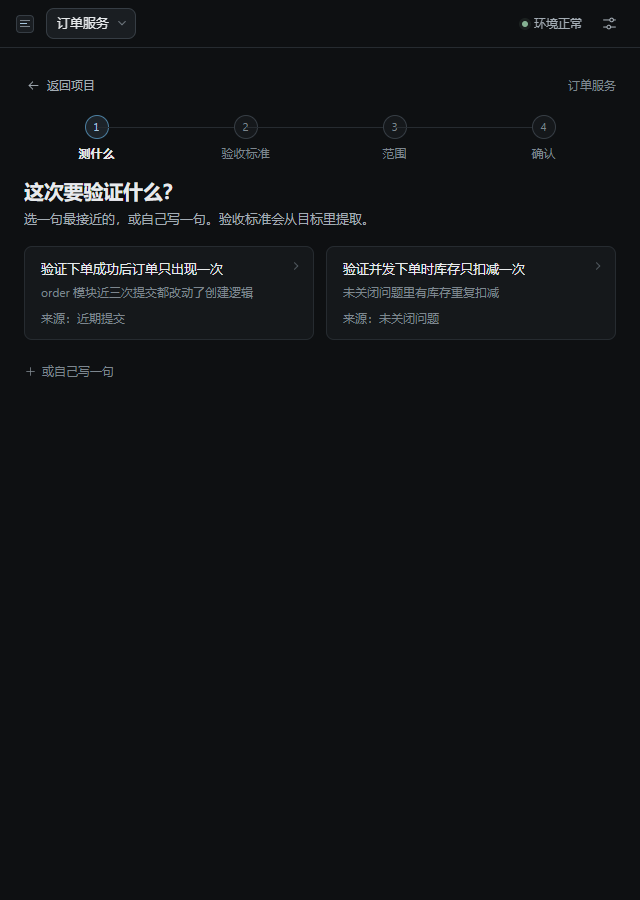 订单服务
环境正常
返回项目
订单服务
1
2
3
4
测什么
验收标准
范围
确认
这次要验证什么?
选一句最接近的，或自己写一句。验收标准会从目标里提取。
验证下单成功后订单只出现一次
order 模块近三次提交都改动了创建逻辑
来源：近期提交
验证并发下单时库存只扣减一次
未关闭问题里有库存重复扣减
来源：未关闭问题
或自己写一句